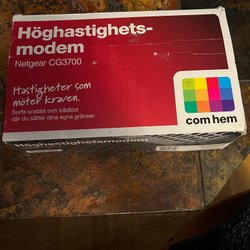 Höghastighets-
modem
Netgear CG3700
Hastigheter som
möter kraven.
Surfa snabbt och trådlöst
där du sätter dina egna gränser.
com hem
Höghastighetsmodem